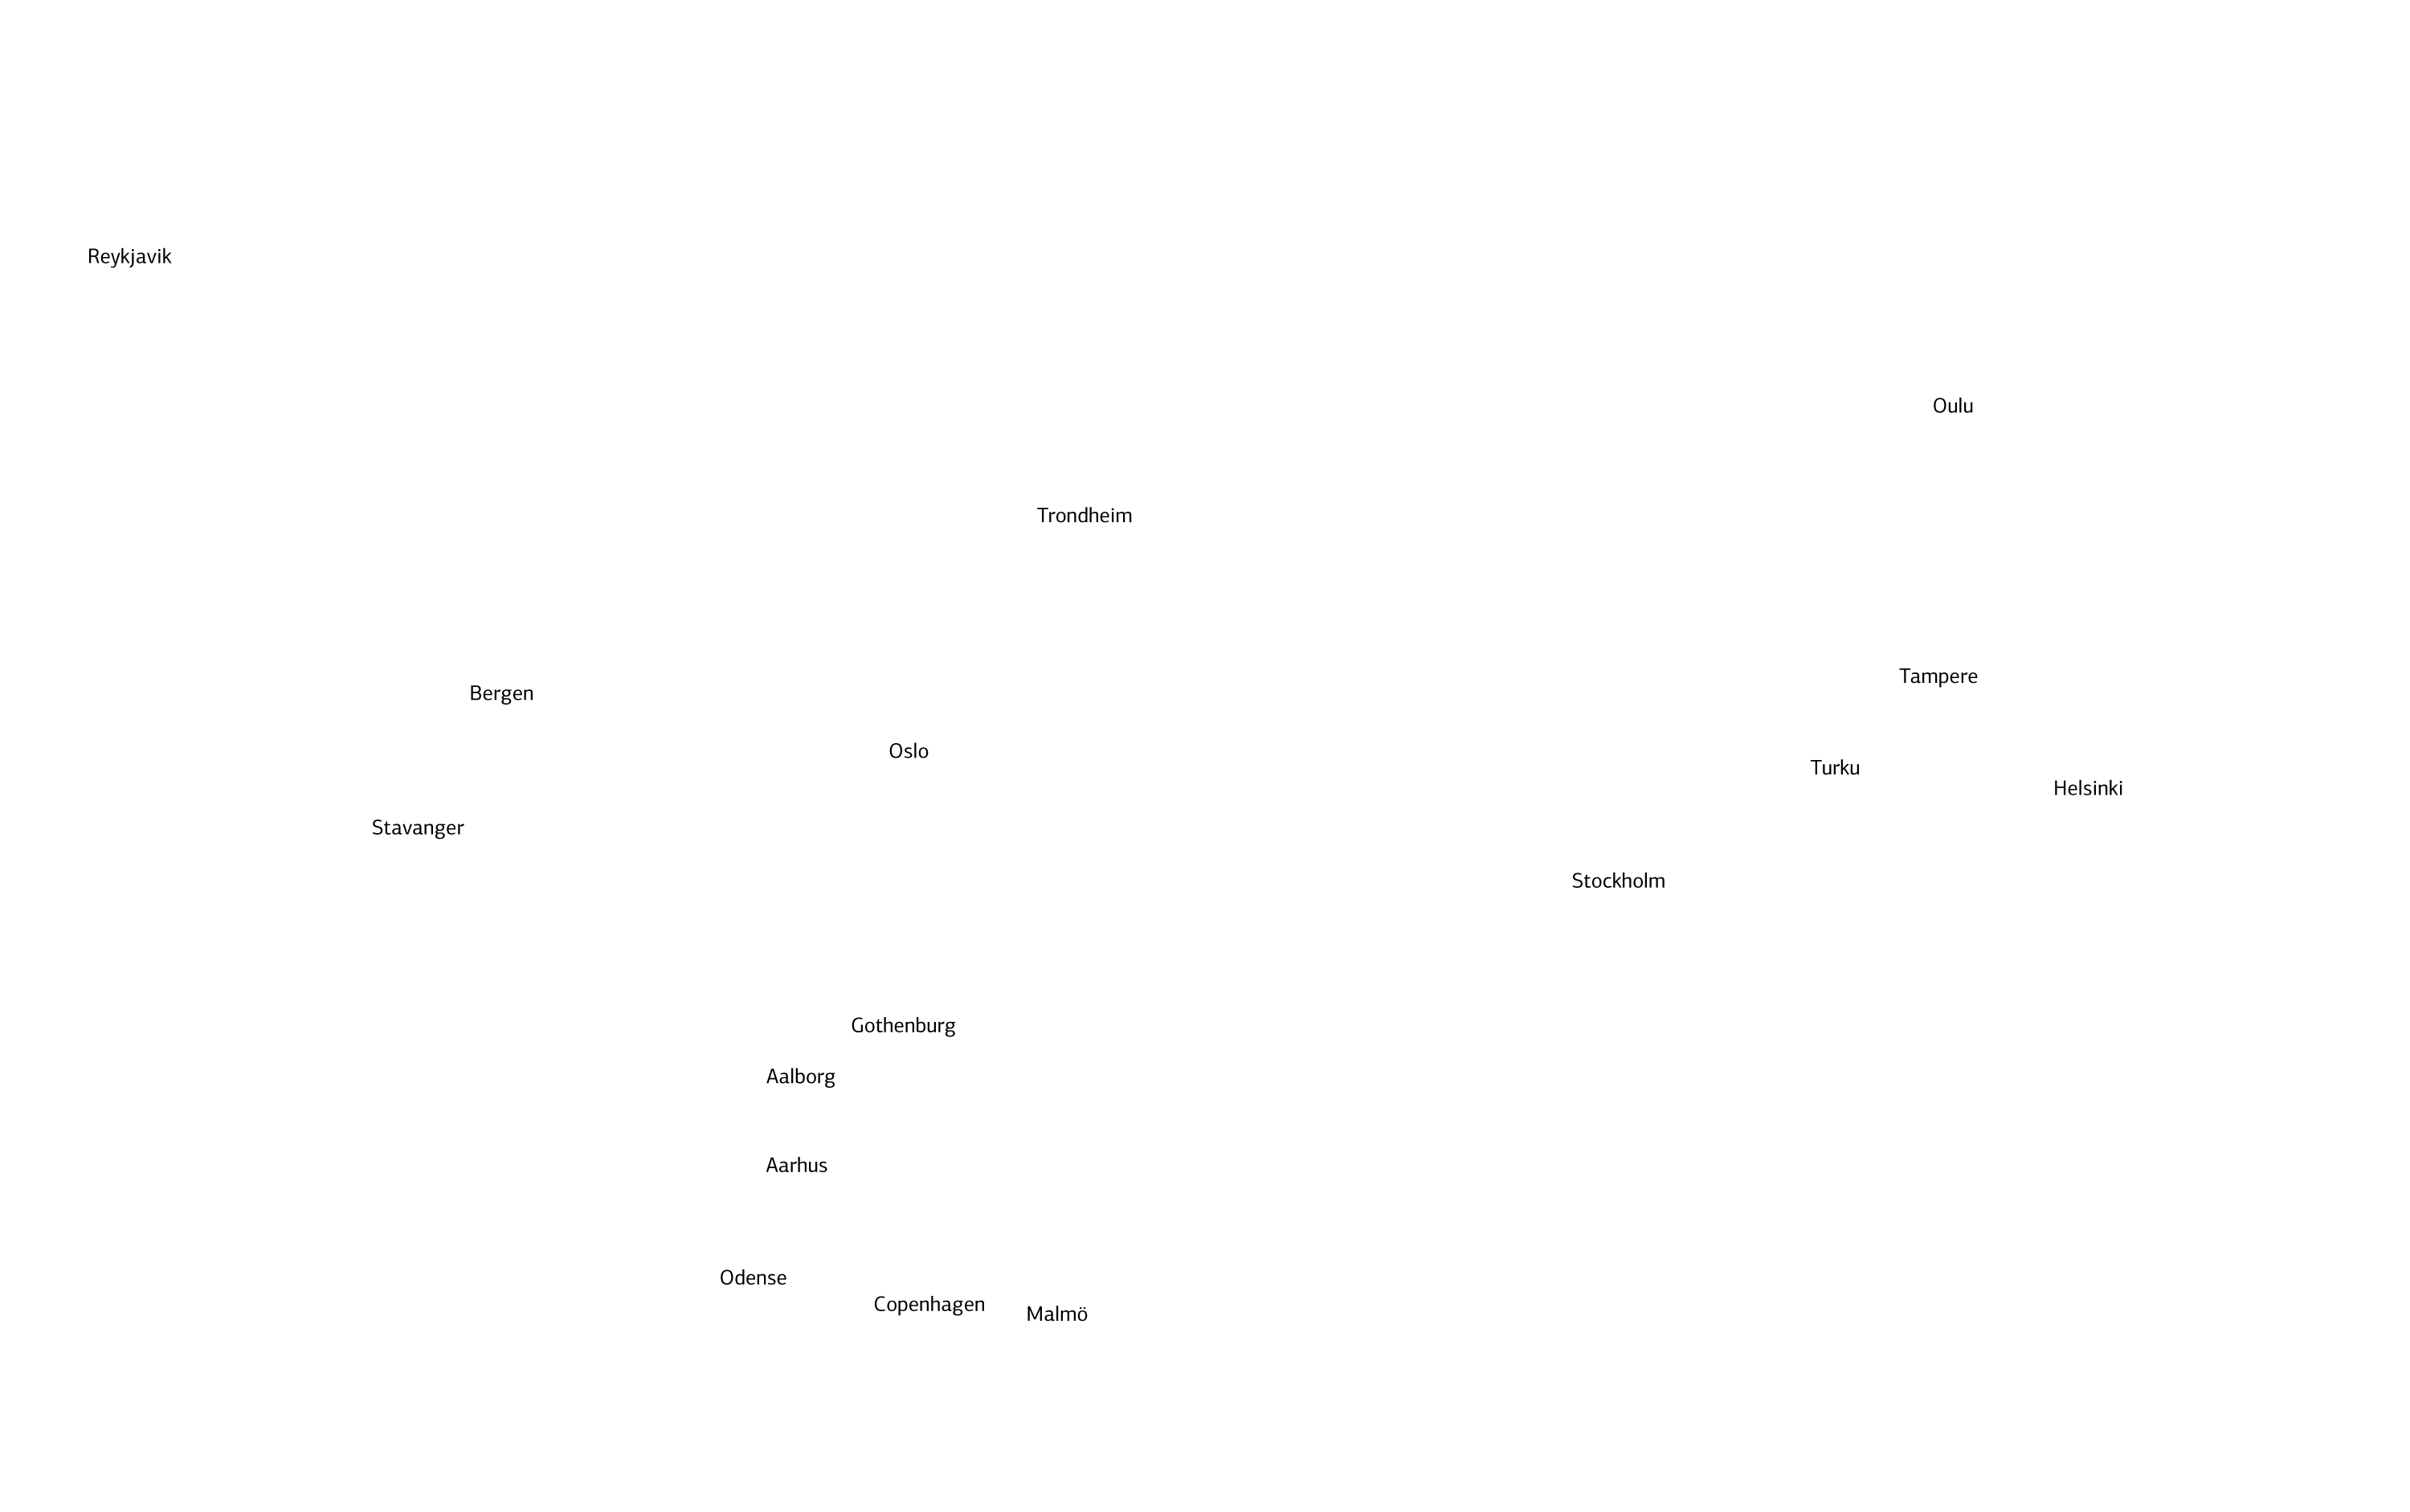 Reykjavik
Oulu
Trondheim
Tampere
Bergen
Oslo
Turku
Helsinki
Stavanger
Stockholm
Gothenburg
Aalborg
Aarhus
Odense
Copenhagen
Malmö